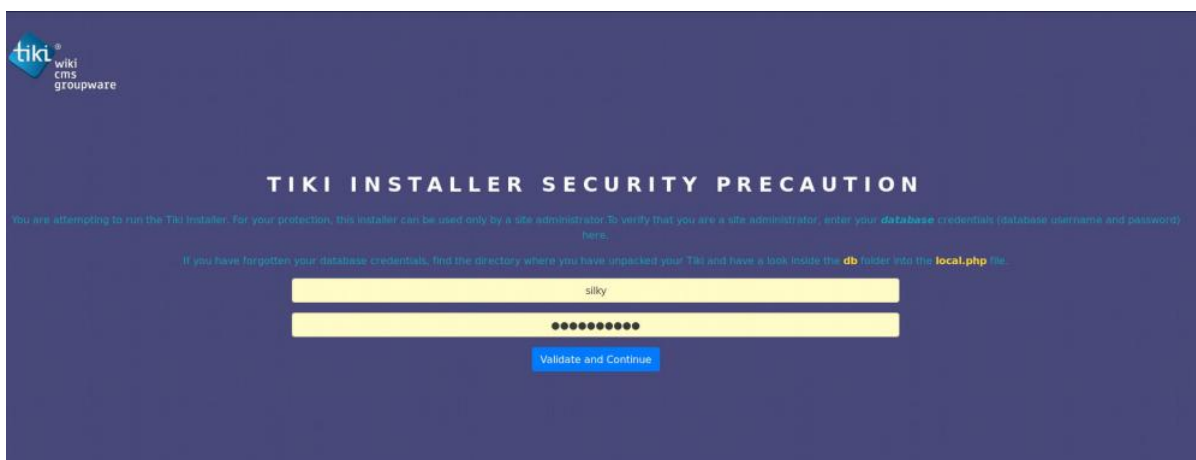 tiki ®
wiki
cms
groupware
TIKI INSTALLER SECURITY PRECAUTION
You are attempting to run the Tiki Installer. For your protection, this installer can be used only by a site administrator.To verify that you are a site administrator, enter your database credentials (database username and password)
here.
If you have forgotten your database credentials, find the directory where you have unpacked your Tiki and have a look inside the db folder into the local.php file.
silky
●●●●●●●●●●
Validate and Continue